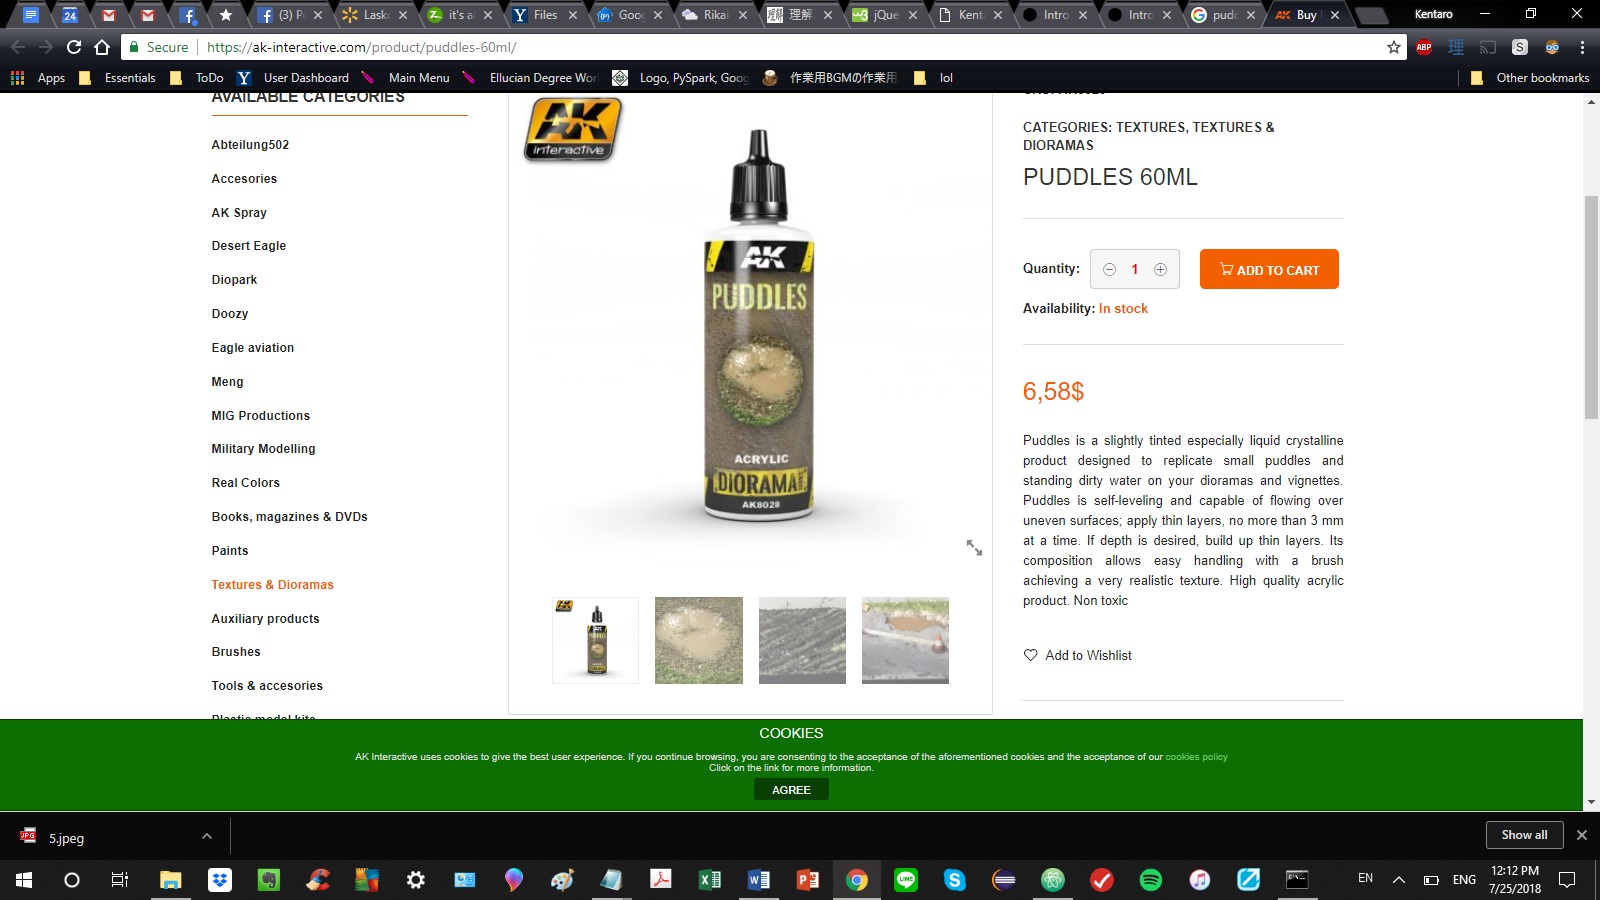 24
(3) Po
Lask
it's al
Files
Goog
Rikai
理解
jQue
Kent
Intro
Intro
pudd
Buy
Kentaro
Secure
https://ak-interactive.com/product/puddles-60ml/
Apps
Essentials
ToDo
User Dashboard
Main Menu
Ellucian Degree Wor
Logo, PySpark, Goog
作業用BGMの作業用
lol
Other bookmarks
AVAILABLE CATEGORIES
Abteilung502
Accesories
AK Spray
Desert Eagle
Diopark
Doozy
Eagle aviation
Meng
MIG Productions
Military Modelling
Real Colors
Books, magazines & DVDs
Paints
Textures & Dioramas
Auxiliary products
Brushes
Tools & accesories
Plastic model kits
AK
interactive
AK
PUDDLES
ACRYLIC
DIORAMA
AK8028
CATEGORIES: TEXTURES, TEXTURES &
DIORAMAS
PUDDLES 60ML
Quantity:
1
ADD TO CART
Availability: In stock
6,58$
Puddles is a slightly tinted especially liquid crystalline
product designed to replicate small puddles and
standing dirty water on your dioramas and vignettes.
Puddles is self-leveling and capable of flowing over
uneven surfaces; apply thin layers, no more than 3 mm
at a time. If depth is desired, build up thin layers. Its
composition allows easy handling with a brush
achieving a very realistic texture. High quality acrylic
product. Non toxic
Add to Wishlist
COOKIES
AK Interactive uses cookies to give the best user experience. If you continue browsing, you are consenting to the acceptance of the aforementioned cookies and the acceptance of our cookies policy
Click on the link for more information.
AGREE
5.jpeg
Show all
EN
ENG
12:12 PM
7/25/2018